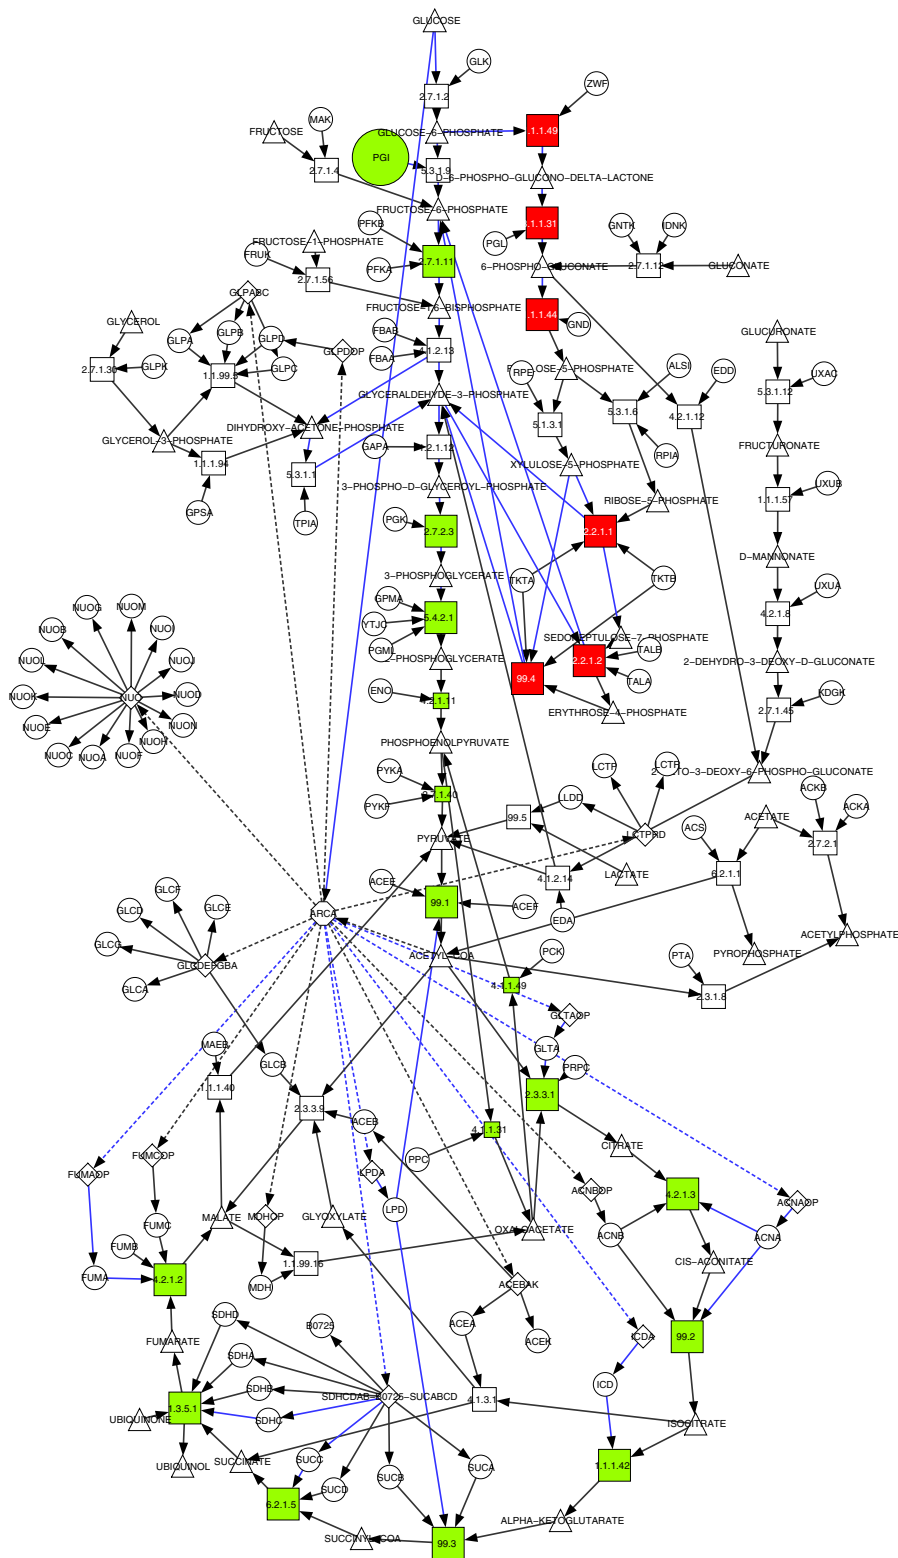 GLUCOSE
GLK
ZWF
2.7.1.2
MAK
FRUCTOSE
GLUCOSE-6-PHOSPHATE
.1.1.49
PGI
5.3.1.9
2.7.1.4
D-6-PHOSPHO-GLUCONO-DELTA-LACTONE
FRUCTOSE-6-PHOSPHATE
PFKB
.1.1.31
GNTK
IDNK
FRUCTOSE-1-PHOSPHATE
PGL
FRUK
2.7.1.11
PFKA
6-PHOSPHO-GLUCONATE
2.7.1.12
GLUCONATE
2.7.1.56
GLPABC
FRUCTOSE-1,6-BISPHOSPHATE
.1.1.44
GND
GLYCEROL
GLPB
FBAB
GLUCURONATE
GLPA
GLPD
GLPDOP
4.1.2.13
FBAA
GLPK
2.7.1.30
GLPC
1.1.99.5
RPE
ALSI
EDD
UXAC
5.3.1.12
GLYCERALDEHYDE-3-PHOSPHATE
5.3.1.6
4.2.1.12
DIHYDROXY-ACETONE-PHOSPHATE
5.1.3.1
GLYCEROL-3-PHOSPHATE
GAPA
FRUCTURONATE
RPIA
1.1.1.94
XYLULOSE-5-PHOSPHATE
5.3.1.1
3-PHOSPHO-D-GLYCEROYL-PHOSPHATE
UXUB
RIBOSE-5-PHOSPHATE
1.1.1.57
GPSA
TPIA
PGK
2.7.2.3
2.2.1.1
D-MANNONATE
3-PHOSPHOGLYCERATE
TKTA
TKTB
UXUA
GPMA
4.2.1.8
NUOM
NUOG
YTJC
5.4.2.1
NUOB
NUOI
PGML
SEDOHEPTULOSE-7-PHOSPHATE
TALB
NUOL
NUOJ
2-PHOSPHOGLYCERATE
2.2.1.2
2-DEHYDRO-3-DEOXY-D-GLUCONATE
99.4
TALA
NUOK
NUO
NUOD
ENO
4.2.1.11
KDGK
2.7.1.45
ERYTHROSE-4-PHOSPHATE
NUOE
NUON
NUOH
NUOC
NUOA
NUOF
PHOSPHOENOLPYRUVATE
LCTP
LCTR
PYKA
2.7.1.40
ACKB
PYKF
LLDD
ACKA
99.5
ACETATE
ACS
PYRUVATE
LCTPRD
2.7.2.1
LACTATE
4.1.2.14
6.2.1.1
ACEE
99.1
ACEF
GLCF
GLCE
GLCD
ARCA
EDA
ACETYLPHOSPHATE
GLCG
PCK
PTA
PYROPHOSPHATE
GLCDEFGBA
ACETYL-COA
GLCA
4.1.1.49
2.3.1.8
GLTAOP
MAEB
GLTA
GLCB
PRPC
1.1.1.40
2.3.3.1
2.3.3.9
ACEB
4.1.1.31
CITRATE
FUMCOP
PPC
FUMAOP
LPDA
ACNBOP
4.2.1.3
ACNAOP
LPD
MALATE
MOHOP
GLYOXYLATE
FUMC
OXALOACETATE
ACNB
ACNA
FUMB
1.1.99.16
CIS-ACONITATE
FUMA
4.2.1.2
MDH
ACEBAK
SDHD
B0725
ACEA
ACEK
ICDA
99.2
FUMARATE
SDHA
SDHB
ICD
SDHCDAB-B0725-SUCABCD
4.1.3.1
1.3.5.1
UBIQUINONE
SDHC
ISOCITRATE
SUCC
UBIQUINOL
SUCCINATE
SUCB
SUCA
1.1.1.42
SUCD
6.2.1.5
ALPHA-KETOGLUTARATE
SUCCINYL-COA
99.3